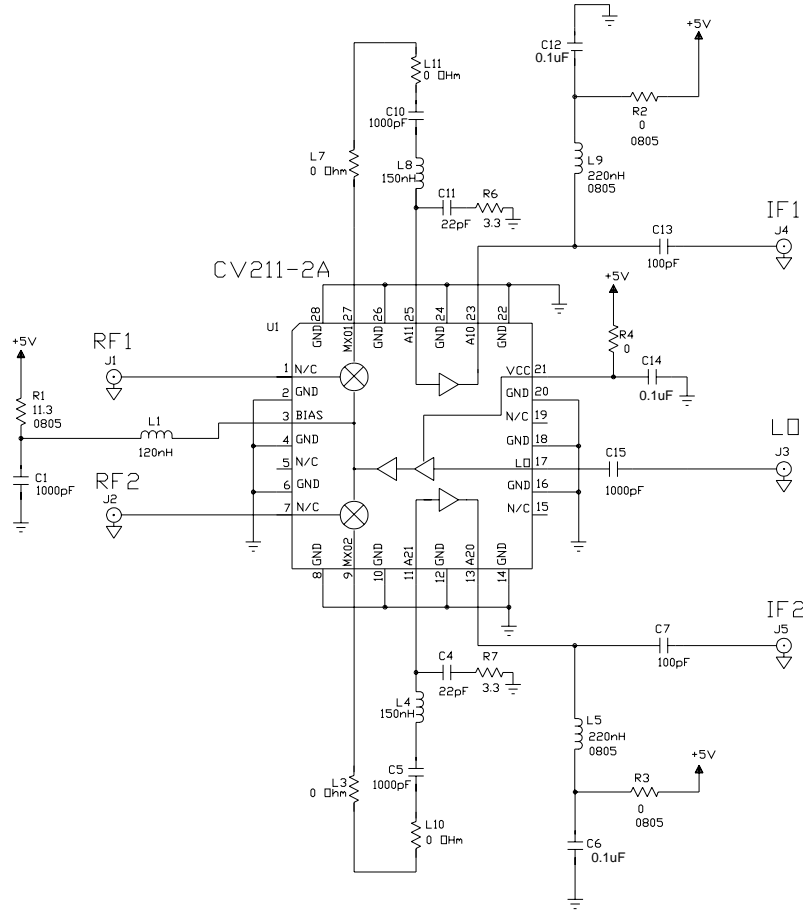 +5V
C12
0.1uF
R2
0
0805
L11
0 OHm
C10
1000pF
L7
0 Ohm
L8
150nH
L9
220nH
0805
C11
22pF
R6
3.3
IF1
J4
C13
100pF
CV211-2A
+5V
R4
0
U1
GND 28
MXO1 27
GND 26
A11 25
GND 24
A10 23
GND 22
RF1
J1
+5V
R1
11.3
0805
L1
120nH
C1
1000pF
RF2
J2
1 N/C
2 GND
3 BIAS
4 GND
5 N/C
6 GND
7 N/C
VCC 21
GND 20
N/C 19
GND 18
LO 17
GND 16
N/C 15
C14
0.1uF
LO
J3
C15
1000pF
8 GND
9 MXO2
10 GND
11 A21
12 GND
13 A20
14 GND
IF2
J5
C7
100pF
C4
22pF
R7
3.3
L4
150nH
L5
220nH
0805
+5V
R3
0
0805
C5
1000pF
L3
0 Ohm
L10
0 OHm
C6
0.1uF